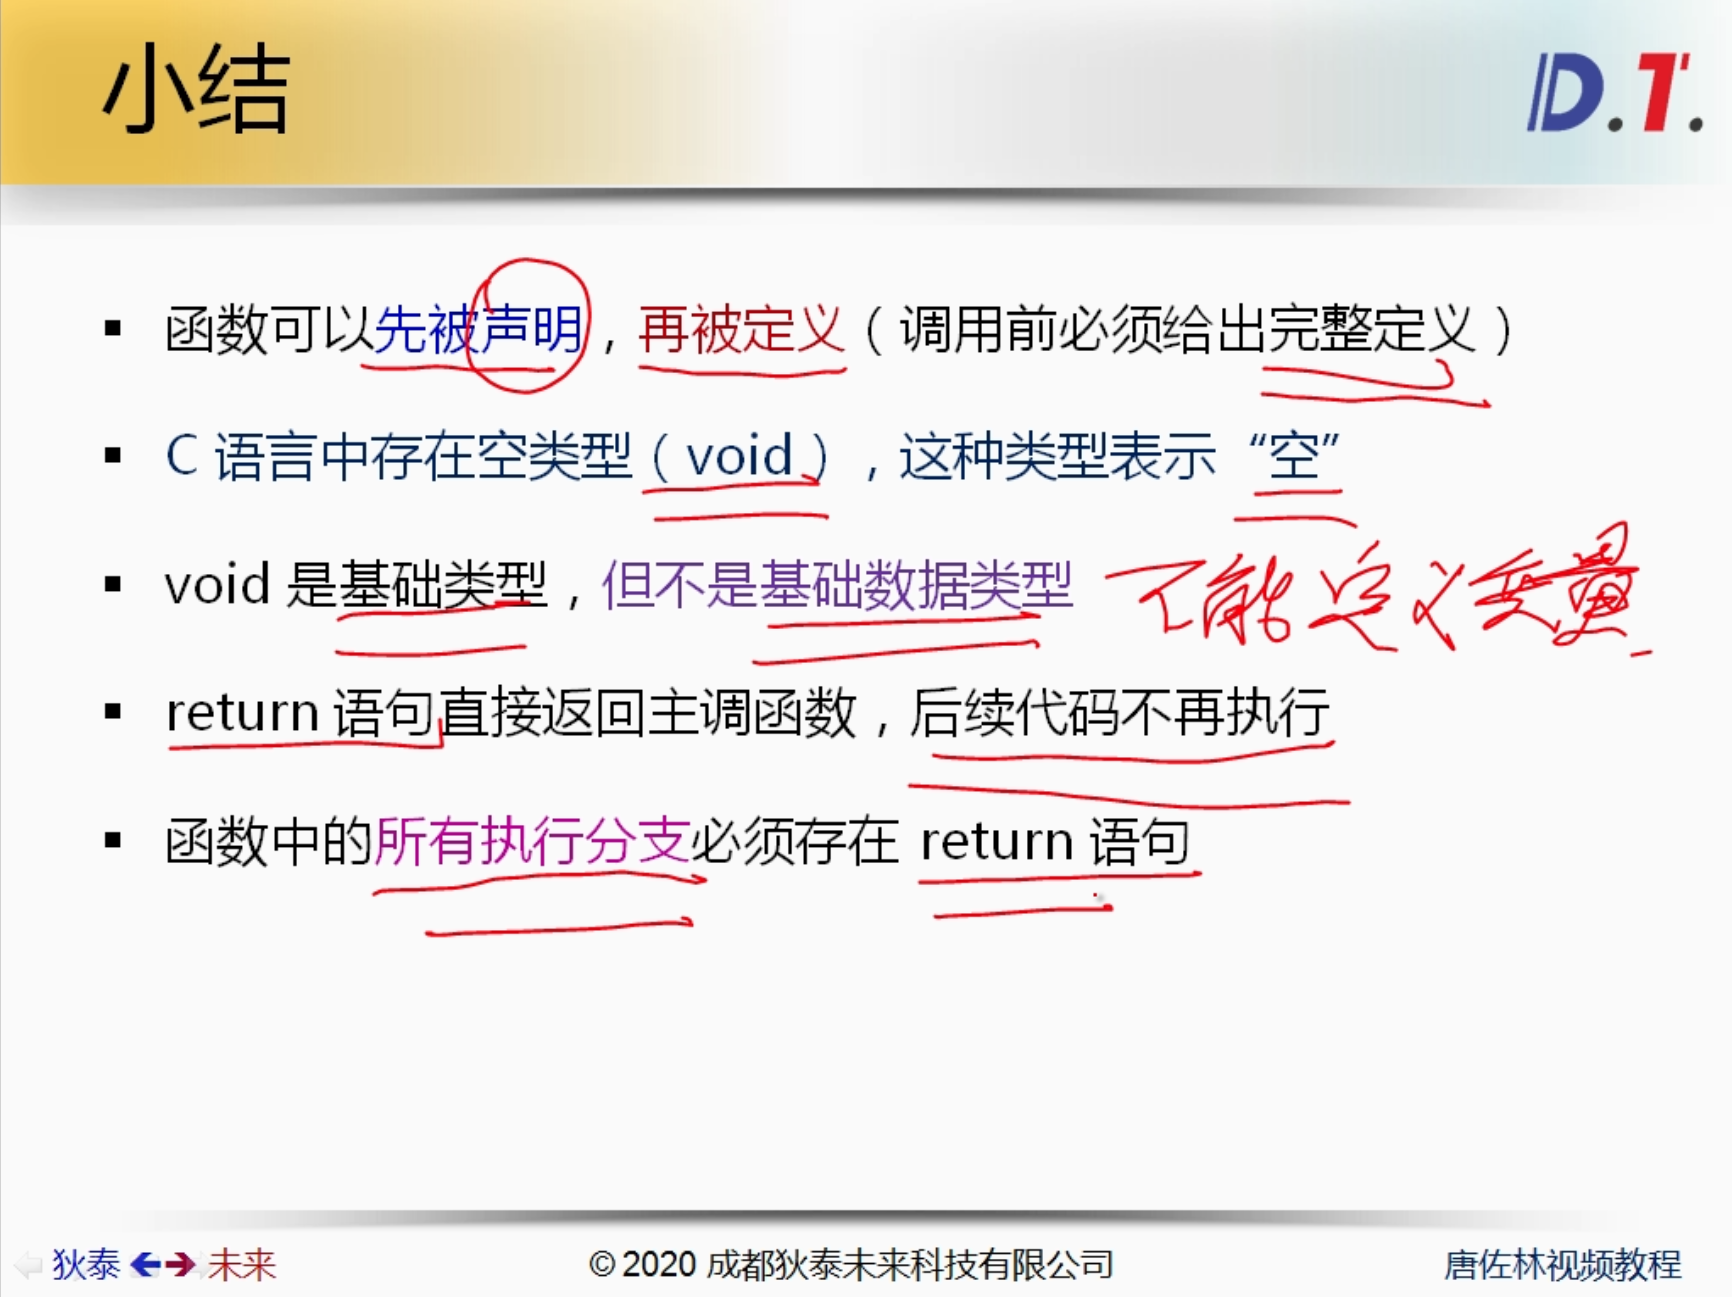 小结
D.T.
▪ 函数可以先被声明，再被定义（调用前必须给出完整定义）
▪ C 语言中存在空类型（void），这种类型表示 “空”
▪ void 是基础类型，但不是基础数据类型 不能定义变量
▪ return 语句直接返回主调函数，后续代码不再执行
▪ 函数中的所有执行分支必须存在 return 语句
狄泰 未来 © 2020 成都狄泰未来科技有限公司 唐佐林视频教程